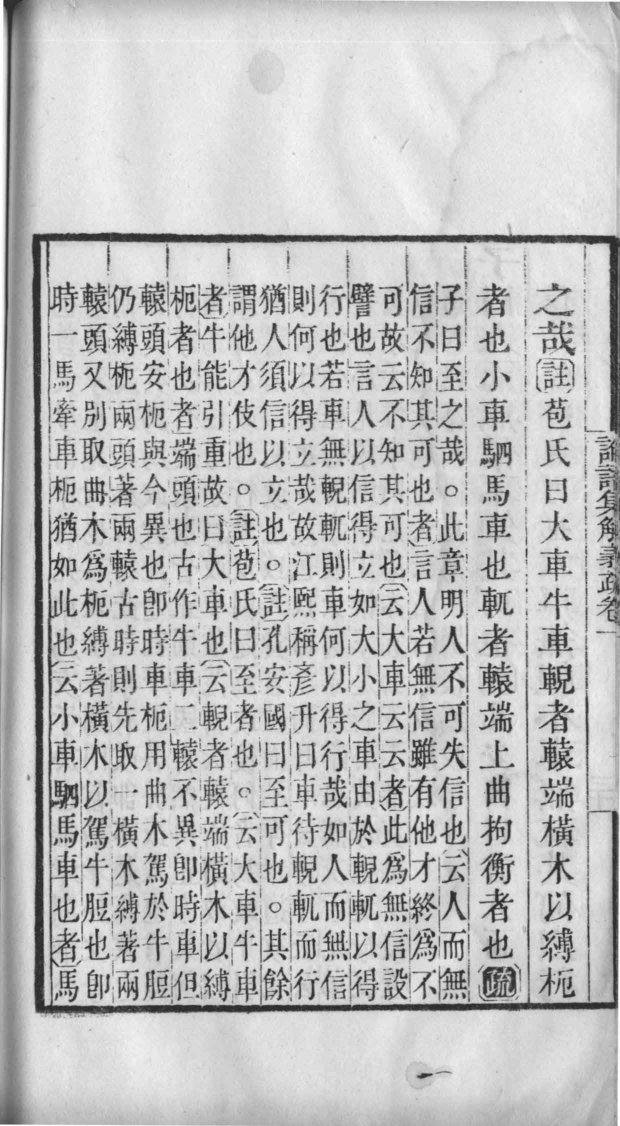 論語集解義疏卷一
之哉註苞氏曰大車牛車輗者轅端橫木以縛枙
者也小車駟馬車也軏者轅端上曲拘衡者也疏
子曰至之哉。此章明人不可失信也云人而無
信不知其可也者言人若無信雖有他才終為不
可故云不知其可也云大車云云者此為無信設
譬也言人以信得立如大小之車由於輗軏以得
行也若車無輗軏則車何以得行哉如人而無信
則何以得立哉故江熙稱彥升曰車待輗軏而行
猶人須信以立也。註孔安國曰至可也。其餘
謂他才伎也。註苞氏曰至者也。云大車牛車
者牛能引重故曰大車也云輗者轅端橫木以縛
枙者也者端頭也古作牛車二轅不異卽時車但
轅頭安枙與今異也卽時車枙用曲木駕於牛脰
仍縛枙兩頭著兩轅古時則先取一橫木縛著兩
轅頭又別取曲木為枙縛著橫木以駕牛脰也卽
時一馬牽車枙猶如此也云小車駟馬車也者馬